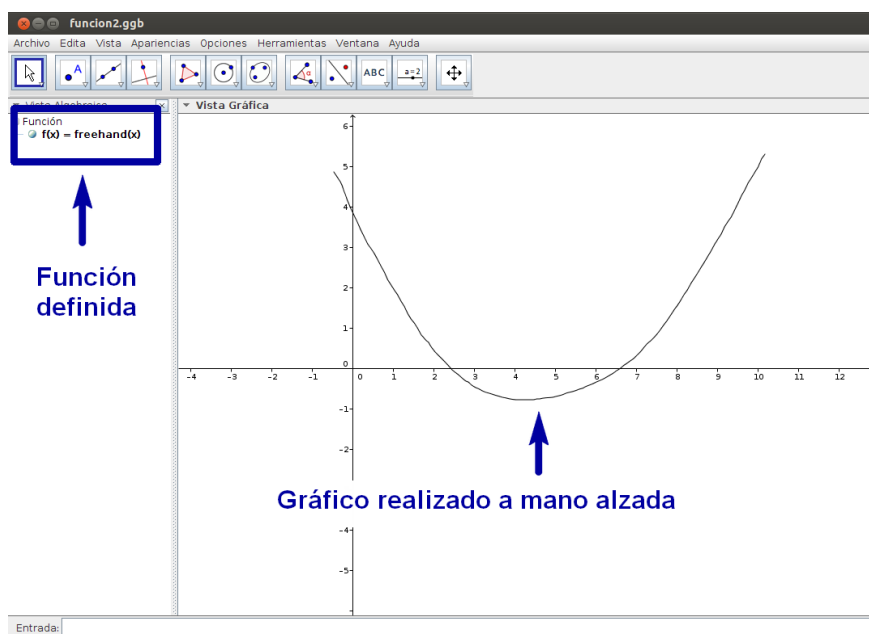 funcion2.ggb
Archivo Edita Vista Apariencias Opciones Herramientas Ventana Ayuda
A α ABC a=2
Vista Algebraica Vista Gráfica
Función
f(x) = freehand(x)
Función
definida
6
5
4
3
2
1
0
-4 -3 -2 -1 0 1 2 3 4 5 6 7 8 9 10 11 12
-1
-2
Gráfico realizado a mano alzada
-4
-5
Entrada: